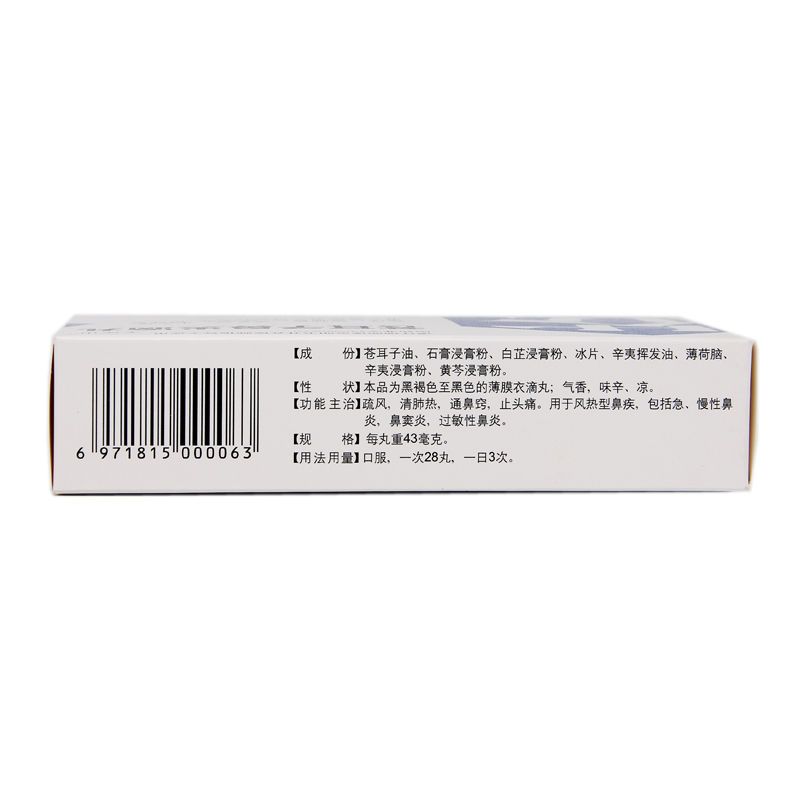 【成　份】苍耳子油、石膏浸膏粉、白芷浸膏粉、冰片、辛夷挥发油、薄荷脑、
辛夷浸膏粉、黄芩浸膏粉。
【性　状】本品为黑褐色至黑色的薄膜衣滴丸；气香，味辛、凉。
【功能主治】疏风，清肺热，通鼻窍，止头痛。用于风热型鼻疾，包括急、慢性鼻
炎，鼻窦炎，过敏性鼻炎。
【规　格】每丸重43毫克。
【用法用量】口服，一次28丸，一日3次。
6 971815 000063